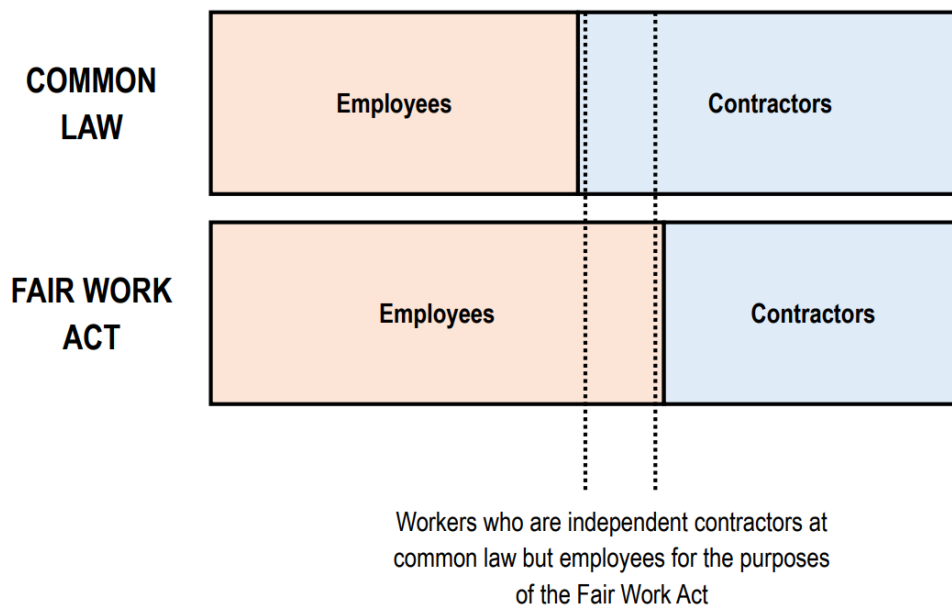 COMMON
LAW
Employees
Contractors
FAIR WORK
ACT
Employees
Contractors
Workers who are independent contractors at
common law but employees for the purposes
of the Fair Work Act